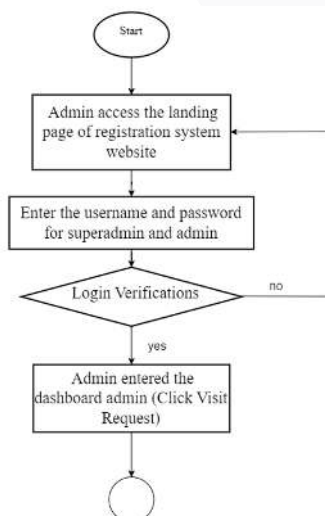 Start
Admin access the landing
page of registration system
website
Enter the username and password
for superadmin and admin
Login Verifications
no
yes
Admin entered the
dashboard admin (Click Visit
Request)